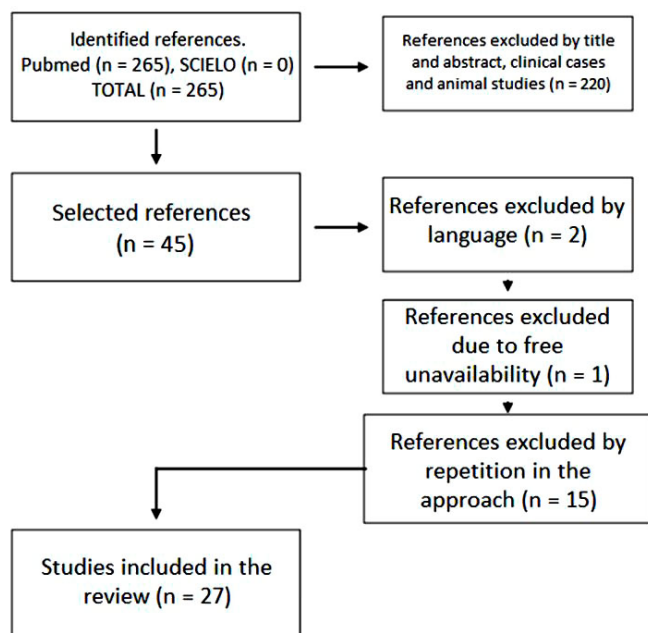 Identified references.
Pubmed (n = 265), SCIELO (n = 0)
TOTAL (n = 265)
References excluded by title
and abstract, clinical cases
and animal studies (n = 220)
Selected references
(n = 45)
References excluded by
language (n = 2)
References excluded
due to free
unavailability (n = 1)
References excluded by
repetition in the
approach (n = 15)
Studies included in the
review (n = 27)